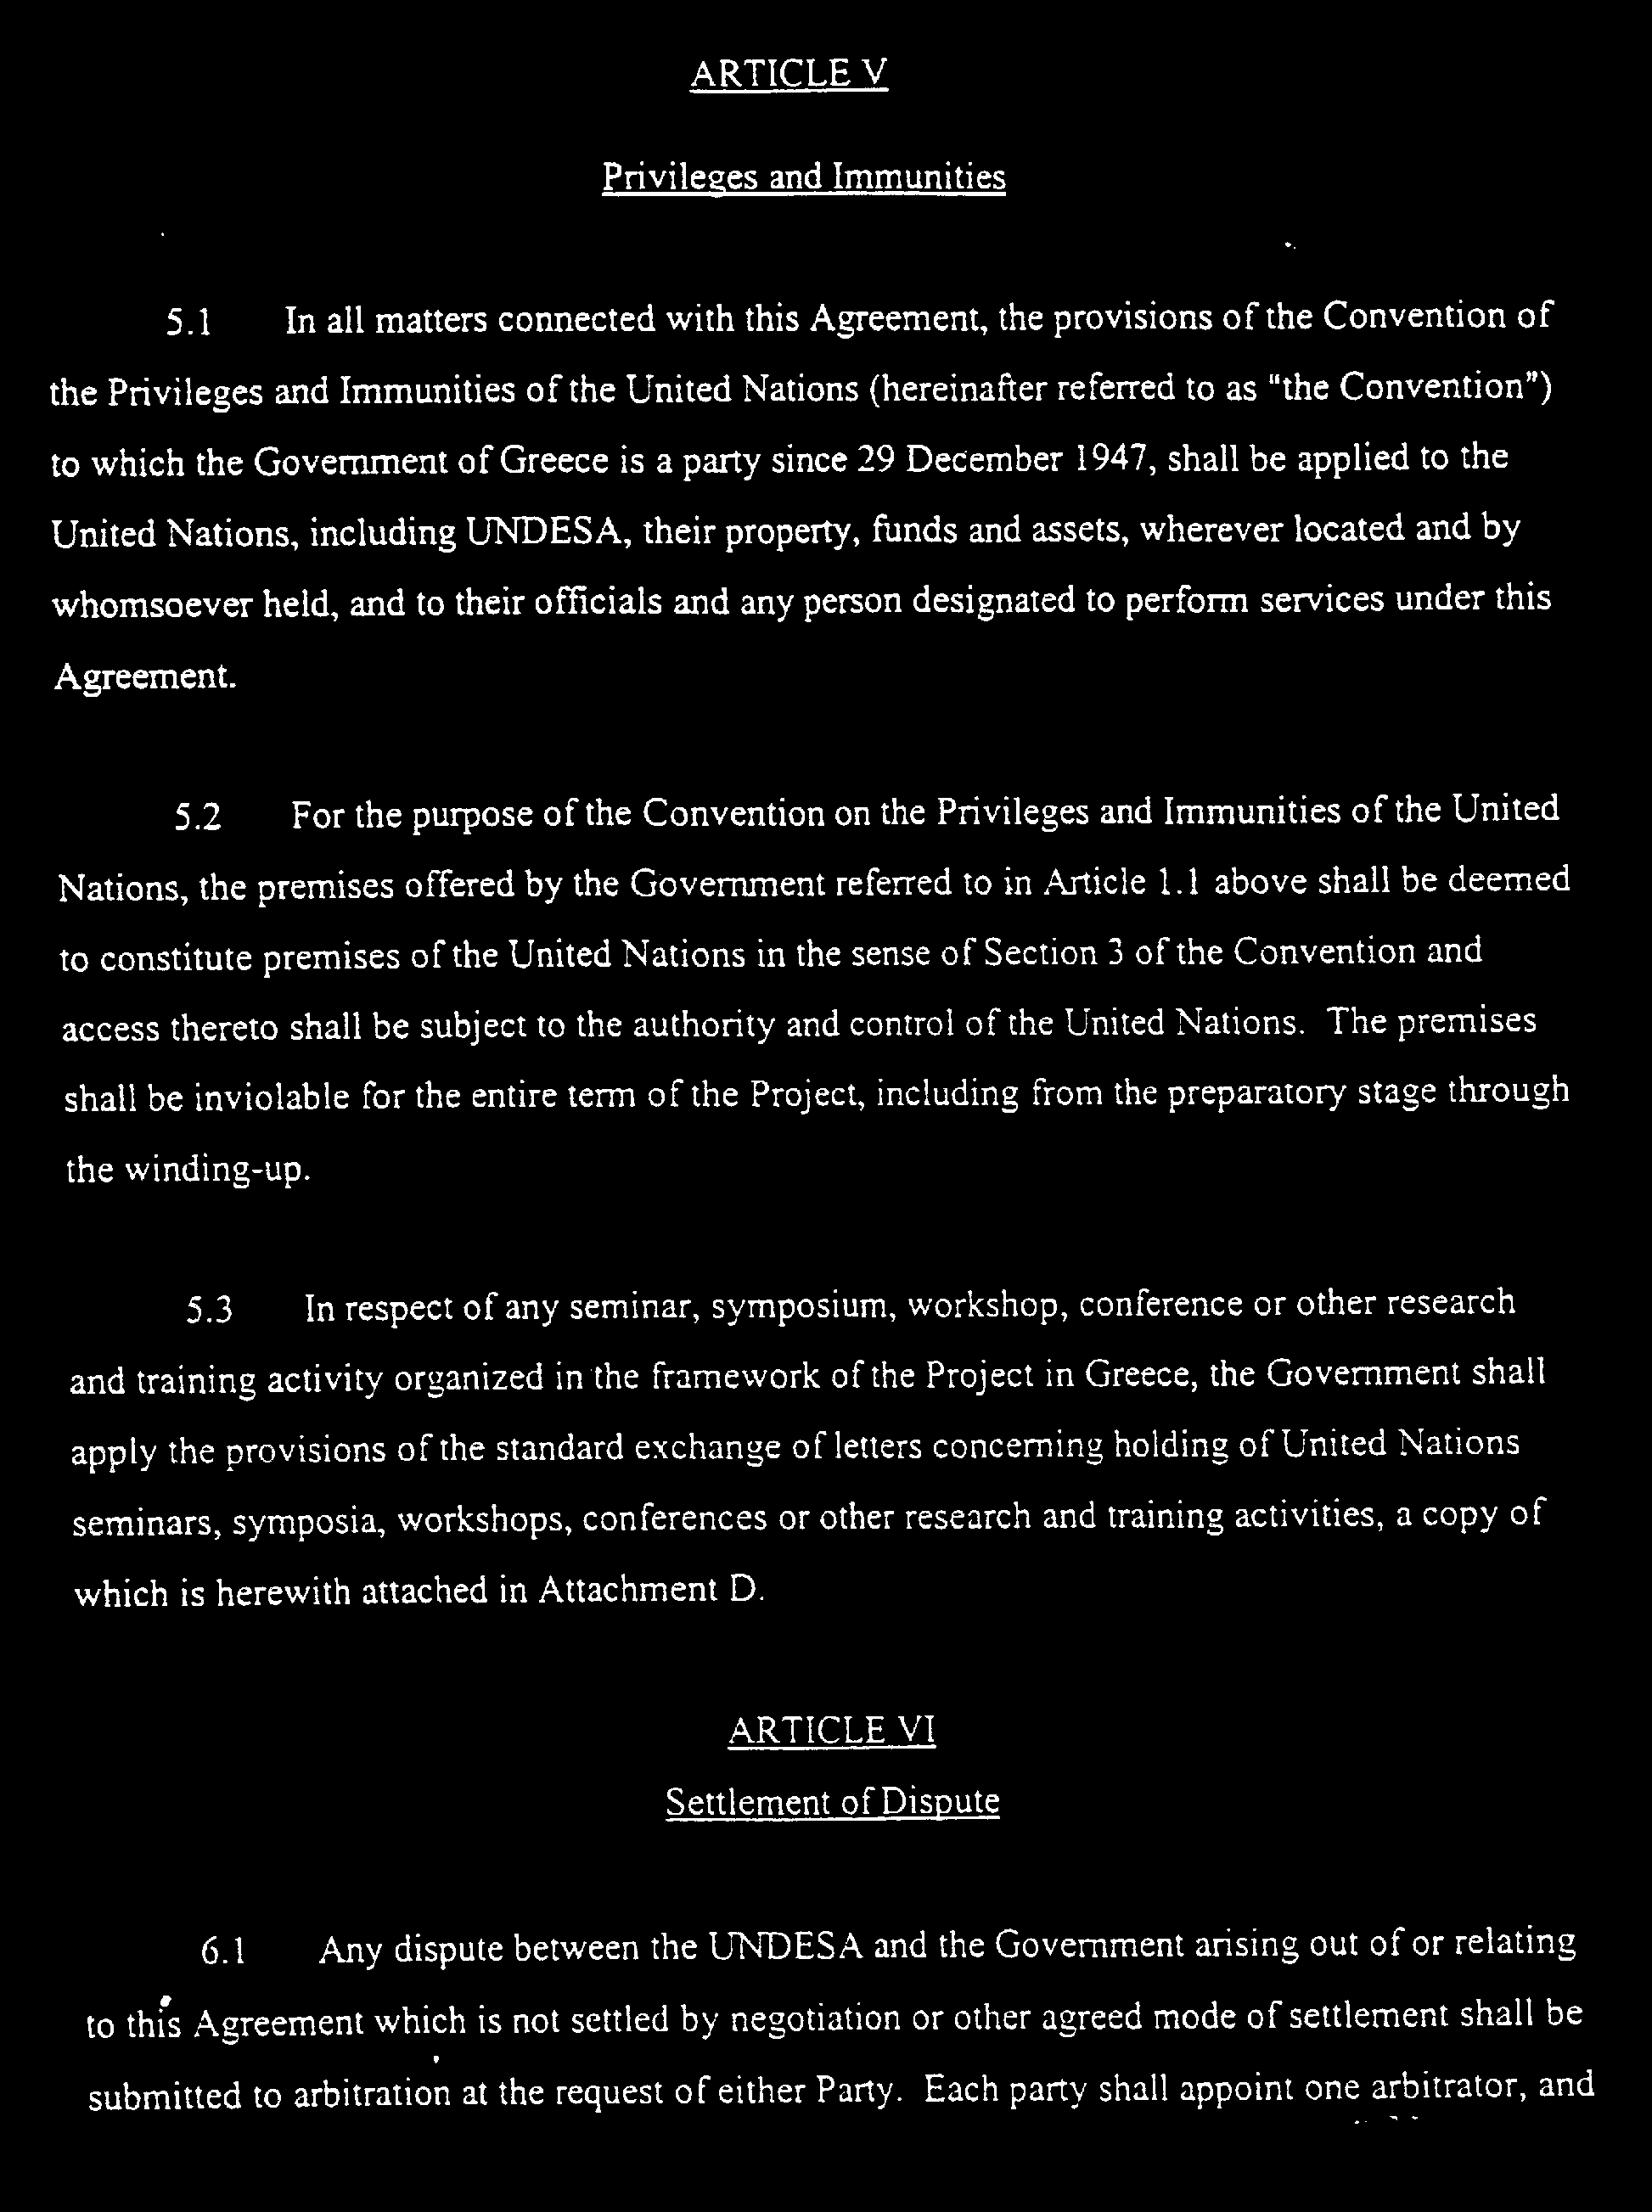 ARTICLE V
Privileges and Immunities
5.1 In all matters connected with this Agreement, the provisions of the Convention of
the Privileges and Immunities of the United Nations (hereinafter referred to as "the Convention")
to which the Government of Greece is a party since 29 December 1947, shall be applied to the
United Nations, including UNDESA, their property, funds and assets, wherever located and by
whomsoever held, and to their officials and any person designated to perform services under this
Agreement.
5.2 For the purpose of the Convention on the Privileges and Immunities of the United
Nations, the premises offered by the Government referred to in Article 1.1 above shall be deemed
to constitute premises of the United Nations in the sense of Section 3 of the Convention and
access thereto shall be subject to the authority and control of the United Nations. The premises
shall be inviolable for the entire term of the Project, including from the preparatory stage through
the winding-up.
5.3 In respect of any seminar, symposium, workshop, conference or other research
and training activity organized in the framework of the Project in Greece, the Government shall
apply the provisions of the standard exchange of letters concerning holding of United Nations
seminars, symposia, workshops, conferences or other research and training activities, a copy of
which is herewith attached in Attachment D.
ARTICLE VI
Settlement of Dispute
6.1 Any dispute between the UNDESA and the Government arising out of or relating
to this Agreement which is not settled by negotiation or other agreed mode of settlement shall be
submitted to arbitration at the request of either Party. Each party shall appoint one arbitrator, and